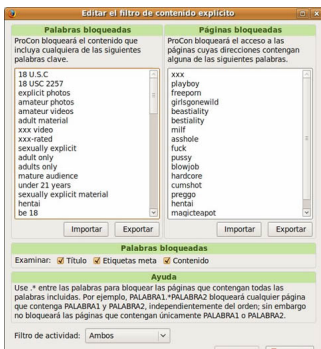 Editar el filtro de contenido explícito
Palabras bloqueadas
ProCon bloqueará el contenido que
incluya cualquiera de las siguientes
palabras clave.
18 U.S.C
18 USC 2257
explicit photos
amateur photos
amateur videos
adult material
xxx video
xxx-rated
sexually explicit
adult only
adults only
mature audience
under 21 years
sexually explicit material
hentai
be 18
Importar
Exportar
Páginas bloqueadas
ProCon bloqueará el acceso a las
páginas cuyas direcciones contengan
alguna de las siguientes palabras.
xxx
playboy
freeporn
girlsgonewild
beastiality
bestiality
milf
asshole
fuck
pussy
blowjob
hardcore
cumshot
preggo
hentai
magicteapot
Importar
Exportar
Palabras bloqueadas
Examinar: Título Etiquetas meta Contenido
Ayuda
Use .* entre las palabras para bloquear las páginas que contengan todas las
palabras incluidas. Por ejemplo, PALABRA1.*PALABRA2 bloqueará cualquier página
que contenga PALABRA1 y PALABRA2, independientemente del orden; sin embargo
no bloqueará las páginas que contengan únicamente PALABRA1 o PALABRA2.
Filtro de actividad: Ambos